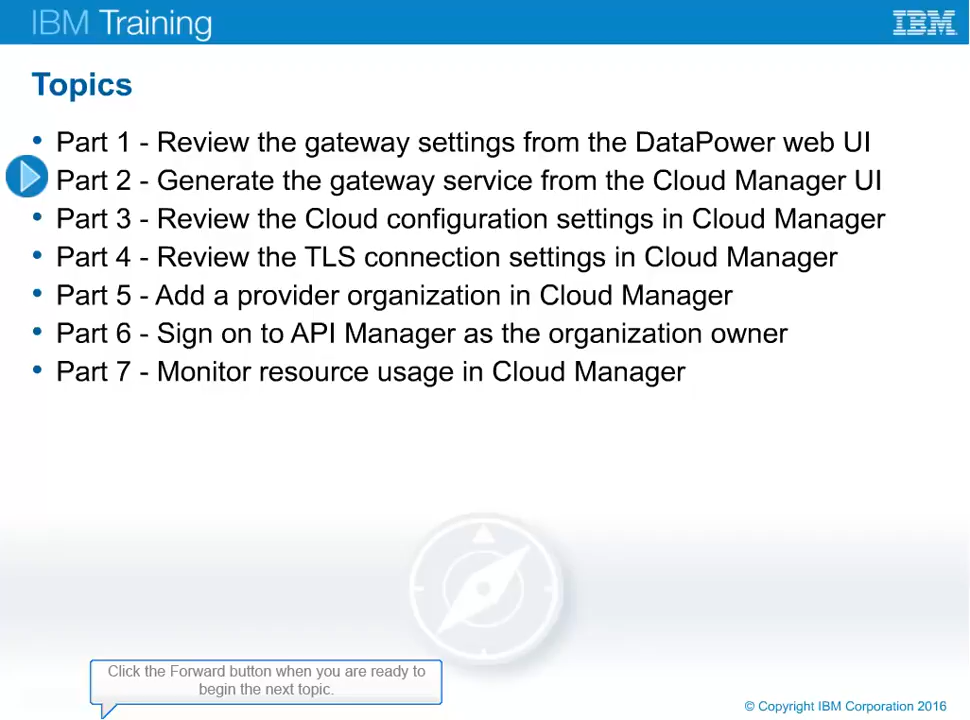 IBM Training
IBM
Topics
• Part 1 - Review the gateway settings from the DataPower web UI
Part 2 - Generate the gateway service from the Cloud Manager UI
• Part 3 - Review the Cloud configuration settings in Cloud Manager
• Part 4 - Review the TLS connection settings in Cloud Manager
• Part 5 - Add a provider organization in Cloud Manager
• Part 6 - Sign on to API Manager as the organization owner
• Part 7 - Monitor resource usage in Cloud Manager
Click the Forward button when you are ready to
begin the next topic.
© Copyright IBM Corporation 2016